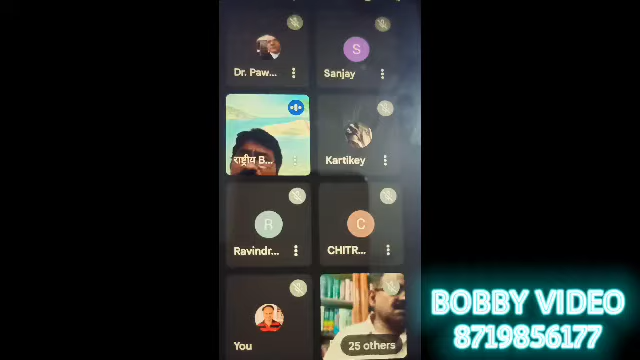 Dr. Paw...
S
Sanjay
राष्ट्रीय B...
Kartikey
R
Ravindr...
C
CHITR...
You
25 others
BOBBY VIDEO
8719856177